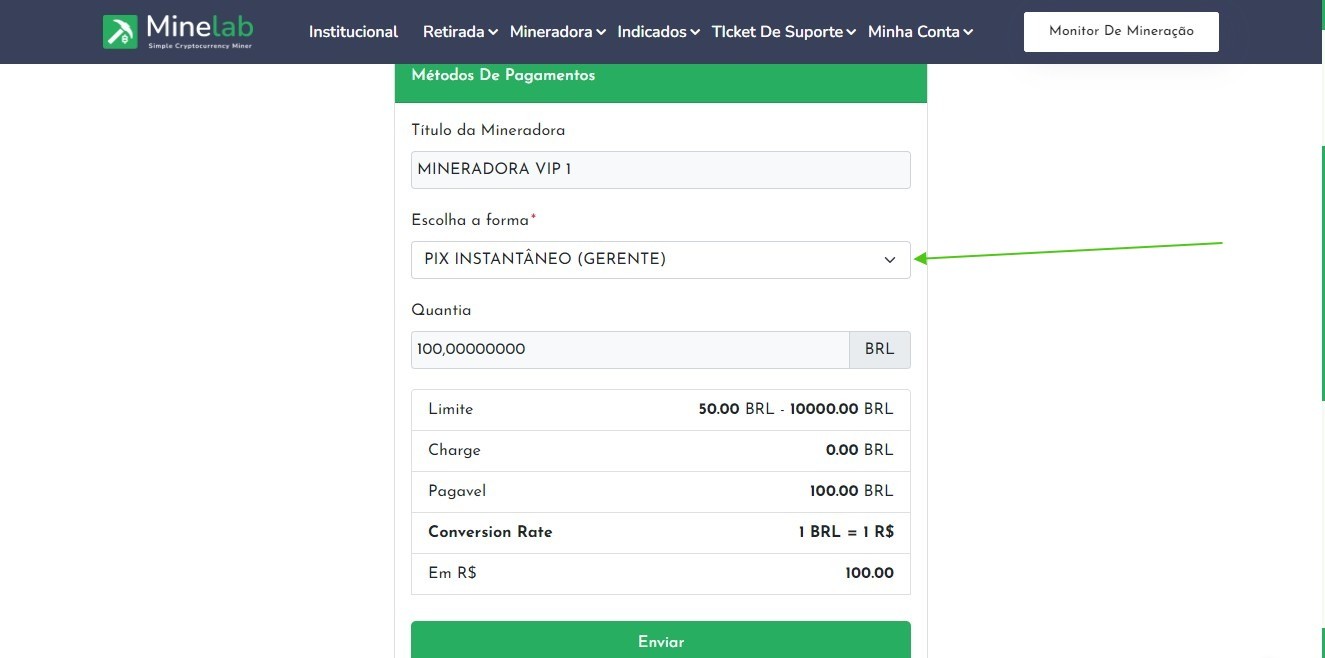 Minelab
Simple Cryptocurrency Miner
Institucional Retirada Mineradora Indicados TIcket De Suporte Minha Conta Monitor De Mineração
Métodos De Pagamentos
Título da Mineradora
MINERADORA VIP 1
Escolha a forma*
PIX INSTANTÂNEO (GERENTE)
Quantia
100,00000000 BRL
Limite 50.00 BRL - 10000.00 BRL
Charge 0.00 BRL
Pagavel 100.00 BRL
Conversion Rate 1 BRL = 1 R$
Em R$ 100.00
Enviar